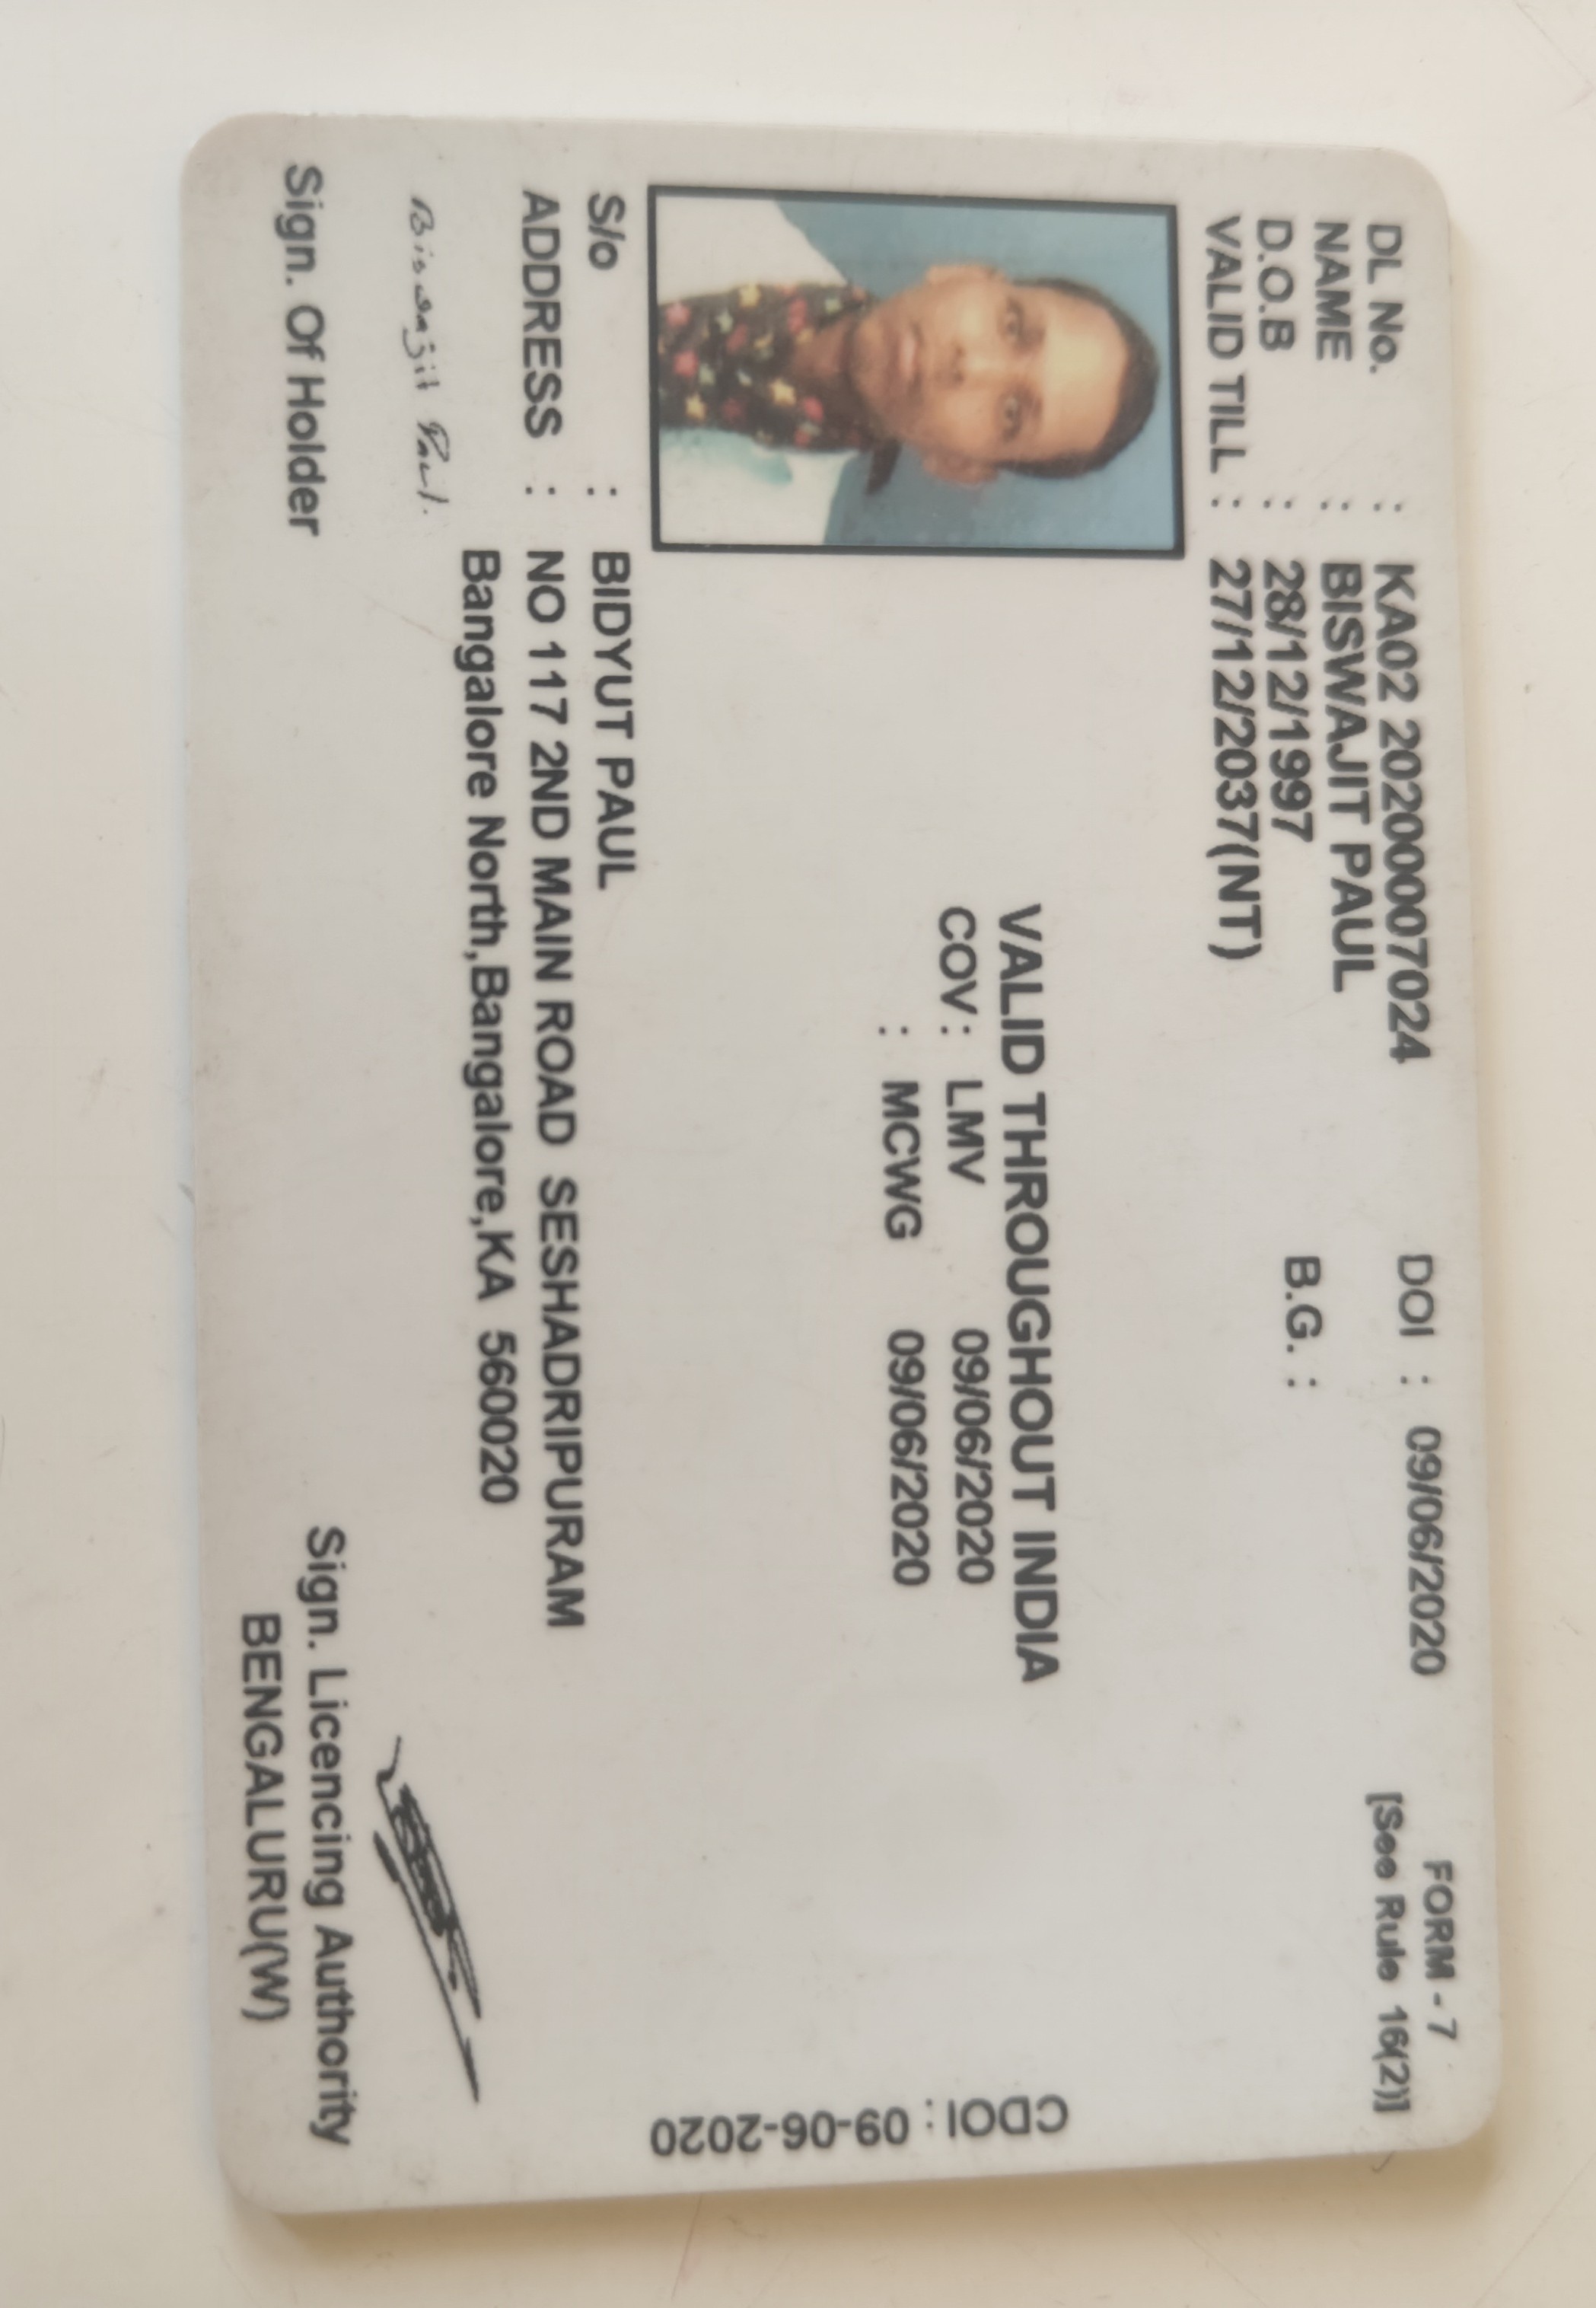 FORM - 7
DL No. : KA02 20200007024 DOI : 09/06/2020 [See Rule 16(2)]
NAME : BISWAJIT PAUL
D.O.B : 28/12/1997 B.G. :
VALID TILL : 27/12/2037(NT)
VALID THROUGHOUT INDIA
COV : LMV 09/06/2020
: MCWG 09/06/2020
CDOI : 09-06-2020
S/o : BIDYUT PAUL
ADDRESS : NO 117 2ND MAIN ROAD SESHADRIPURAM
Bangalore North,Bangalore,KA 560020
Biswajit Paul.
Sign. Of Holder
Sign. Licencing Authority
BENGALURU(W)